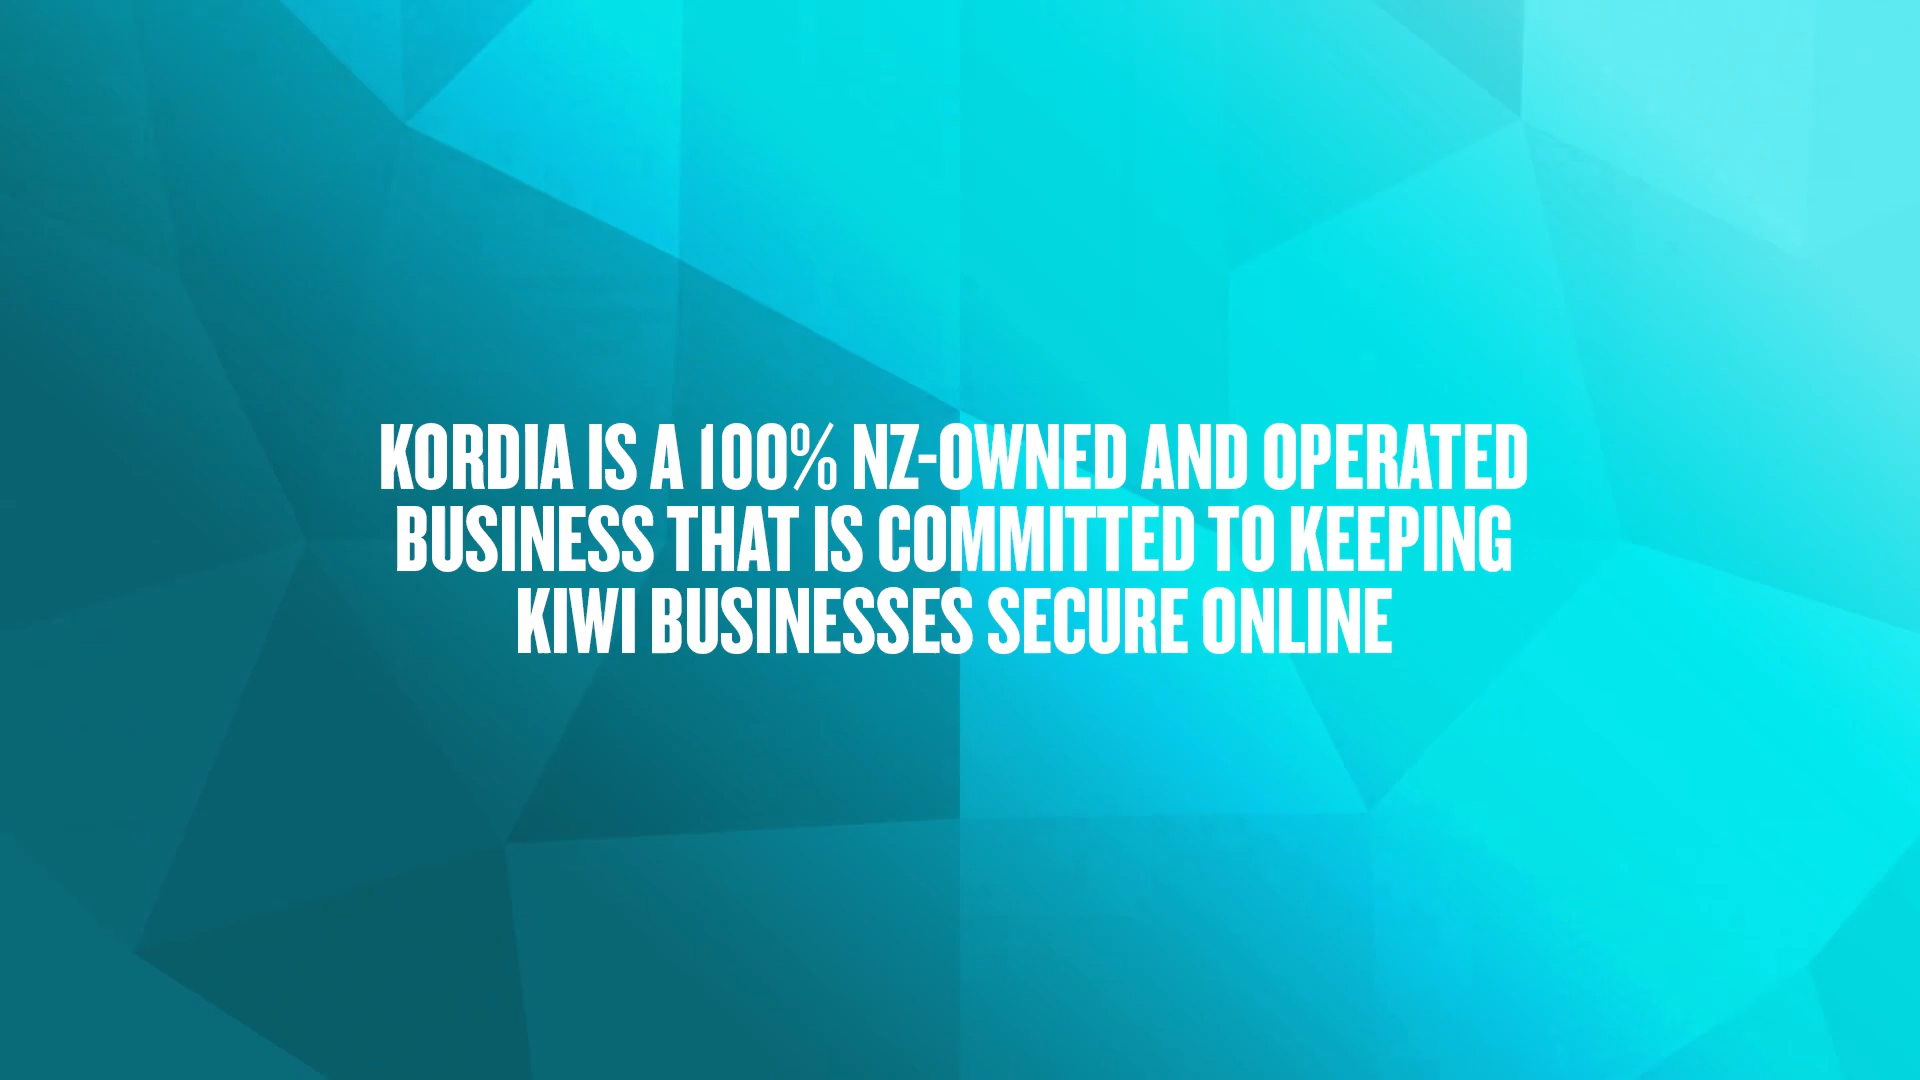 KORDIA IS A 100% NZ-OWNED AND OPERATED
BUSINESS THAT IS COMMITTED TO KEEPING
KIWI BUSINESSES SECURE ONLINE